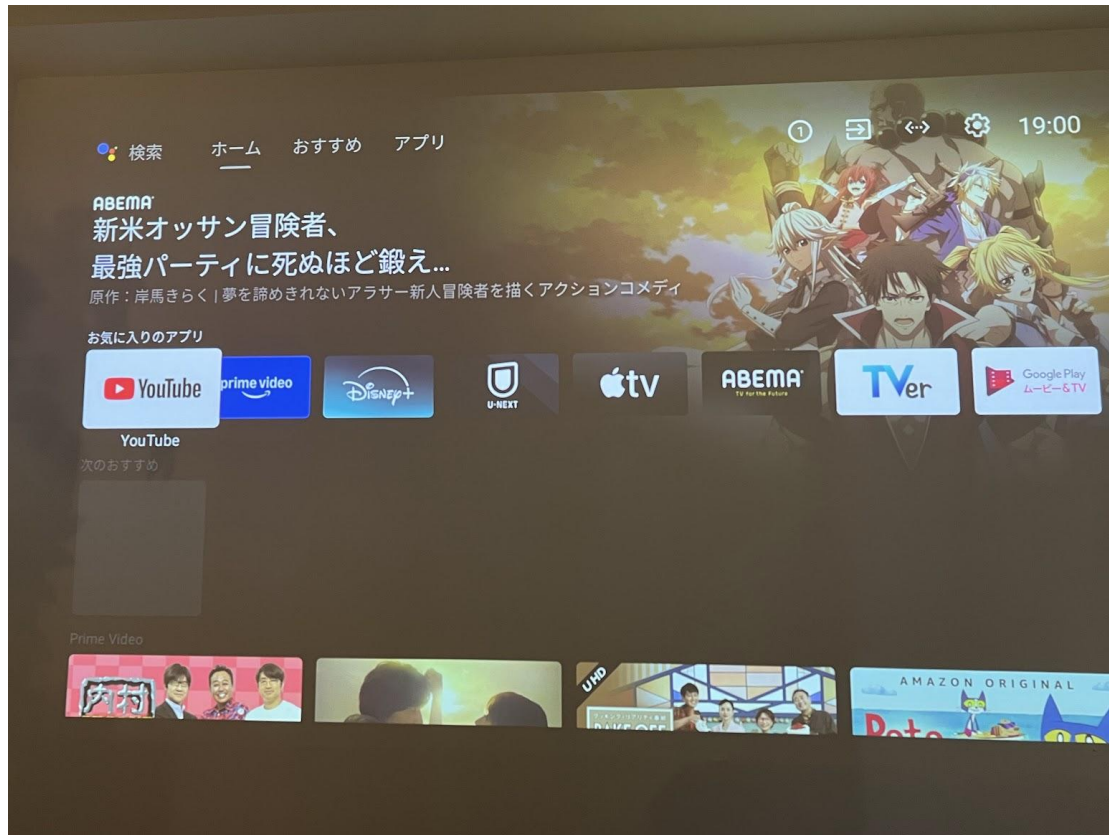 検索 ホーム おすすめ アプリ 1 19:00
ABEMA
新米オッサン冒険者、
最強パーティに死ぬほど鍛え...
原作：岸馬きらく | 夢を諦めきれないアラサー新人冒険者を描くアクションコメディ
お気に入りのアプリ
YouTube prime video Disney+ U-NEXT tv ABEMA TV for the Future TVer Google Play ムービー&TV
YouTube
次のおすすめ
Prime Video
内村 UHD AMAZON ORIGINAL
BAKE OFF Pete